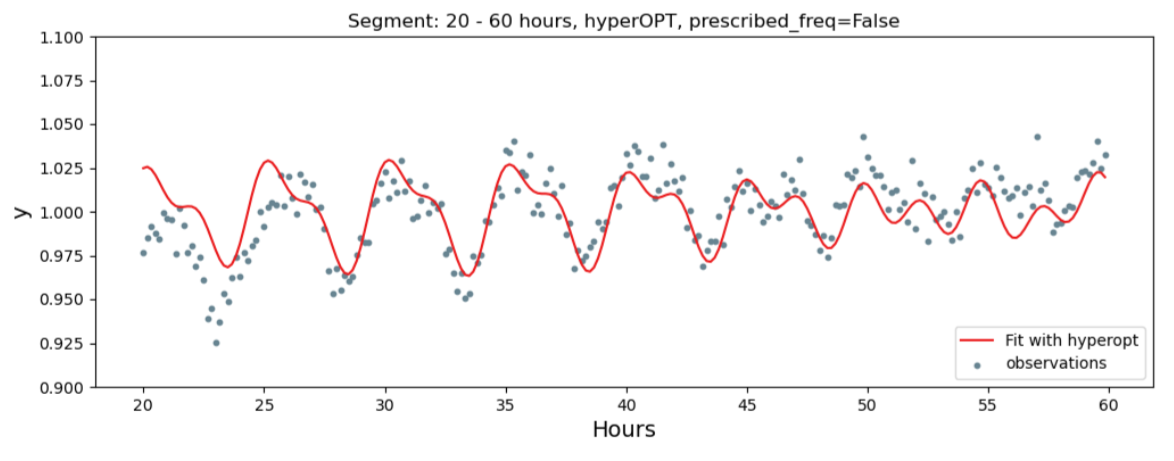 Segment: 20 - 60 hours, hyperOPT, prescribed_freq=False
1.100
1.075
1.050
1.025
1.000
0.975
0.950
0.925
0.900
y
Fit with hyperopt
observations
20 25 30 35 40 45 50 55 60
Hours